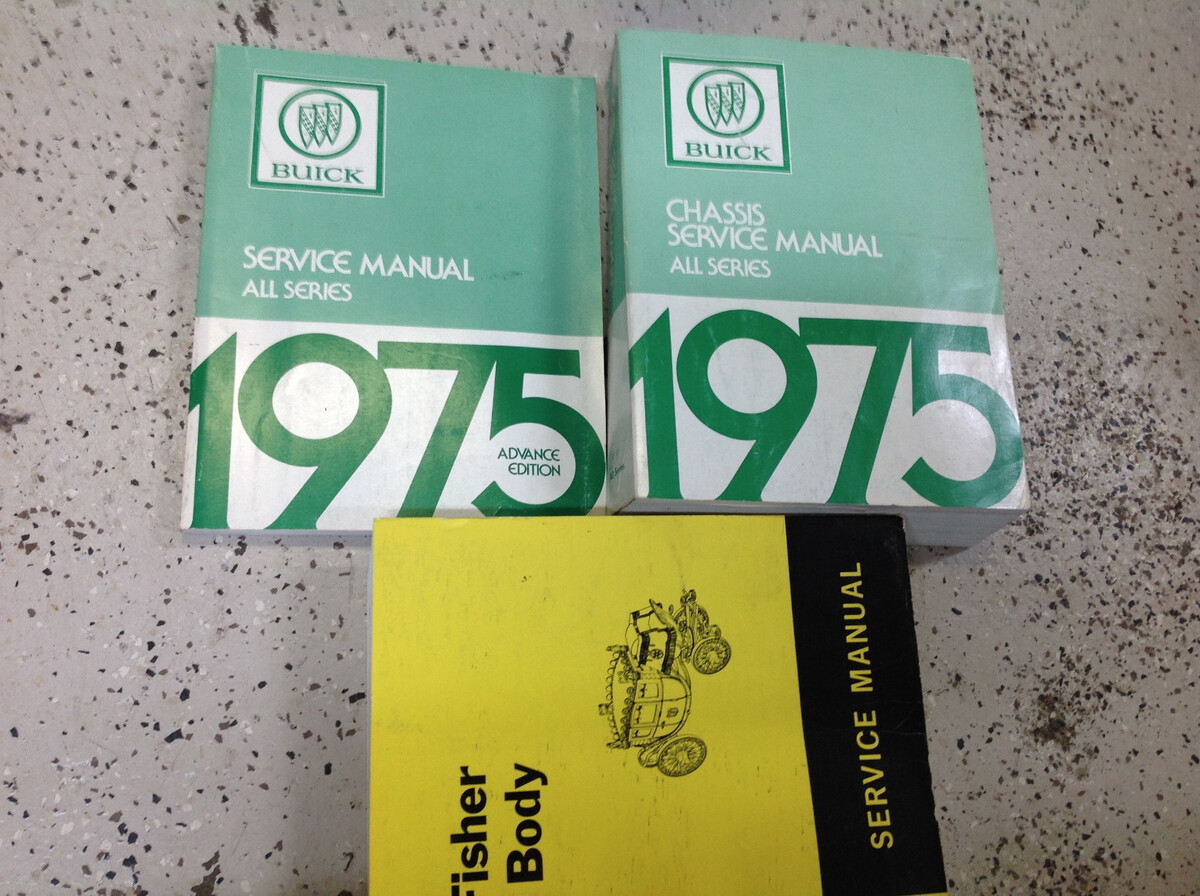 BUICK
SERVICE MANUAL
ALL SERIES
1975
ADVANCE
EDITION
BUICK
CHASSIS
SERVICE MANUAL
ALL SERIES
1975
Fisher
Body
SERVICE MANUAL